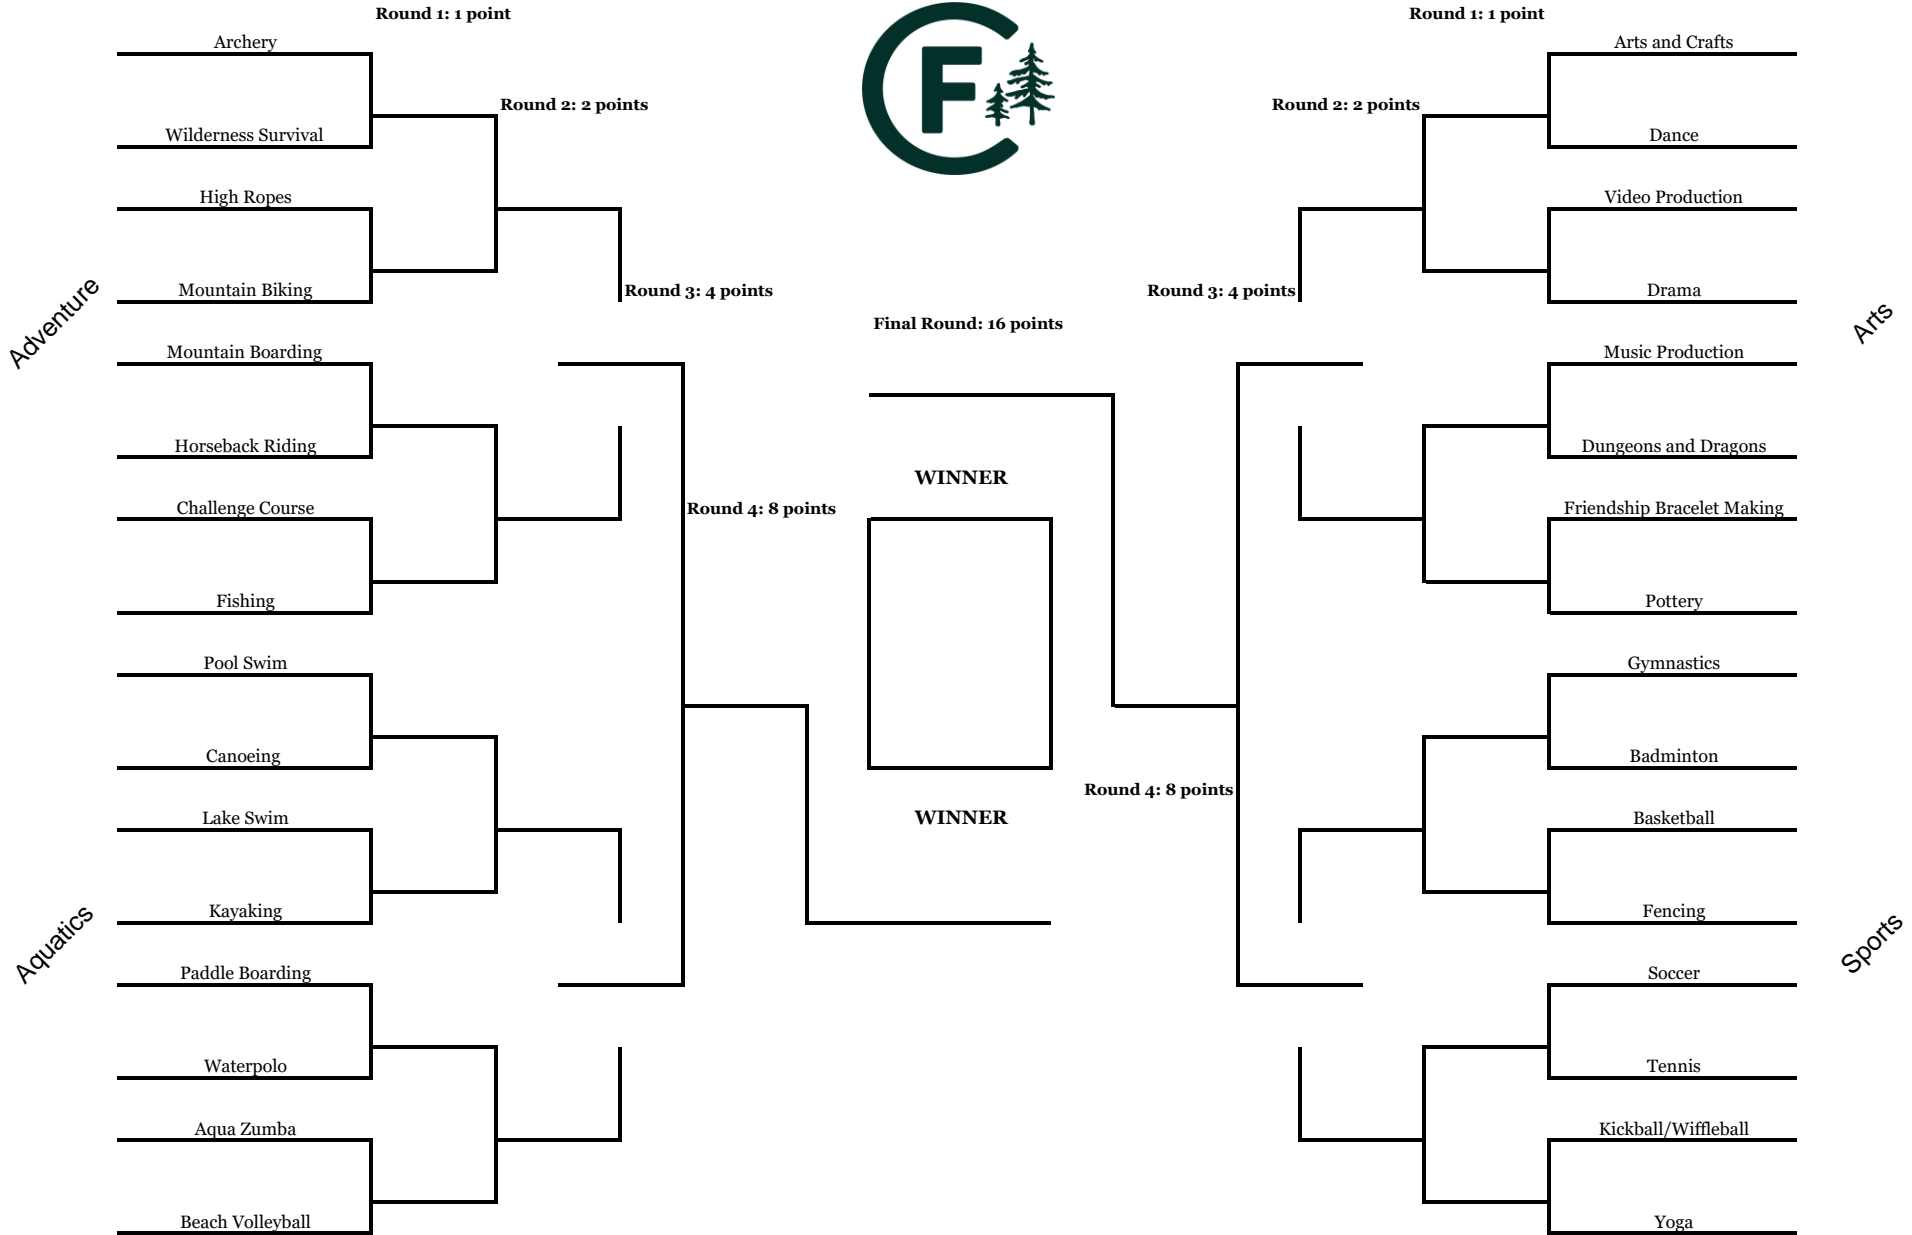 Round 1: 1 point
Round 1: 1 point
Archery
CF
Arts and Crafts
Round 2: 2 points
Round 2: 2 points
Wilderness Survival
Dance
High Ropes
Video Production
Adventure
Mountain Biking
Round 3: 4 points
Round 3: 4 points
Drama
Arts
Final Round: 16 points
Mountain Boarding
Music Production
Horseback Riding
Dungeons and Dragons
WINNER
Challenge Course
Round 4: 8 points
Friendship Bracelet Making
Fishing
Pottery
Pool Swim
Gymnastics
Canoeing
Badminton
Round 4: 8 points
Lake Swim
WINNER
Basketball
Kayaking
Fencing
Aquatics
Sports
Paddle Boarding
Soccer
Waterpolo
Tennis
Aqua Zumba
Kickball/Wiffleball
Beach Volleyball
Yoga